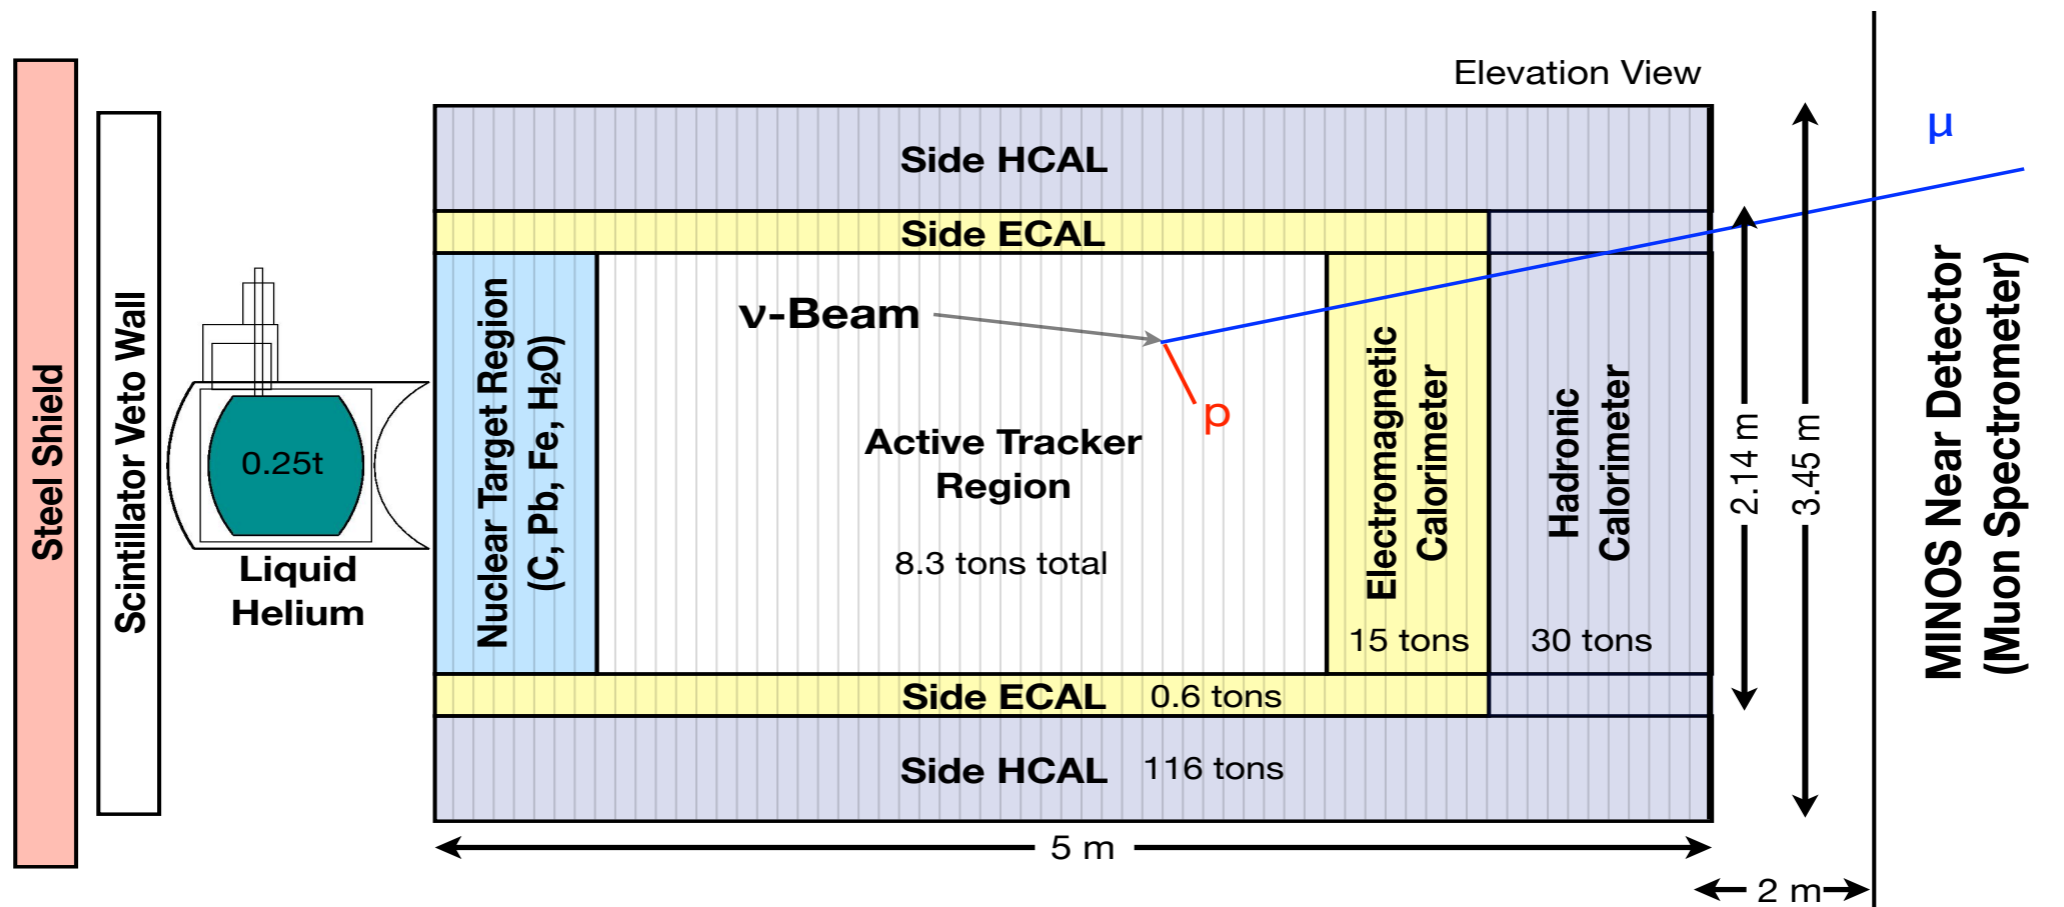 Elevation View
Steel Shield
Scintillator Veto Wall
0.25t
Liquid
Helium
Side HCAL
Side ECAL
Nuclear Target Region
(C, Pb, Fe, H₂O)
ν-Beam
p
μ
Active Tracker
Region
8.3 tons total
Electromagnetic
Calorimeter
15 tons
Hadronic
Calorimeter
30 tons
Side ECAL 0.6 tons
Side HCAL 116 tons
5 m
2.14 m
3.45 m
2 m
MINOS Near Detector
(Muon Spectrometer)